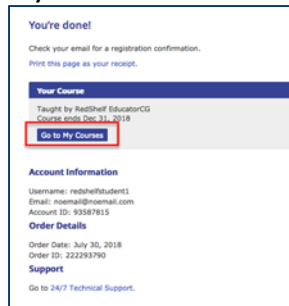 You're done!
Check your email for a registration confirmation.
Print this page as your receipt.
Your Course
Taught by RedShelf EducatorCG
Course ends Dec 31, 2018
Go to My Courses
Account Information
Username: redshelfstudent1
Email: noemail@noemail.com
Account ID: 93587815
Order Details
Order Date: July 30, 2018
Order ID: 222293790
Support
Go to 24/7 Technical Support.